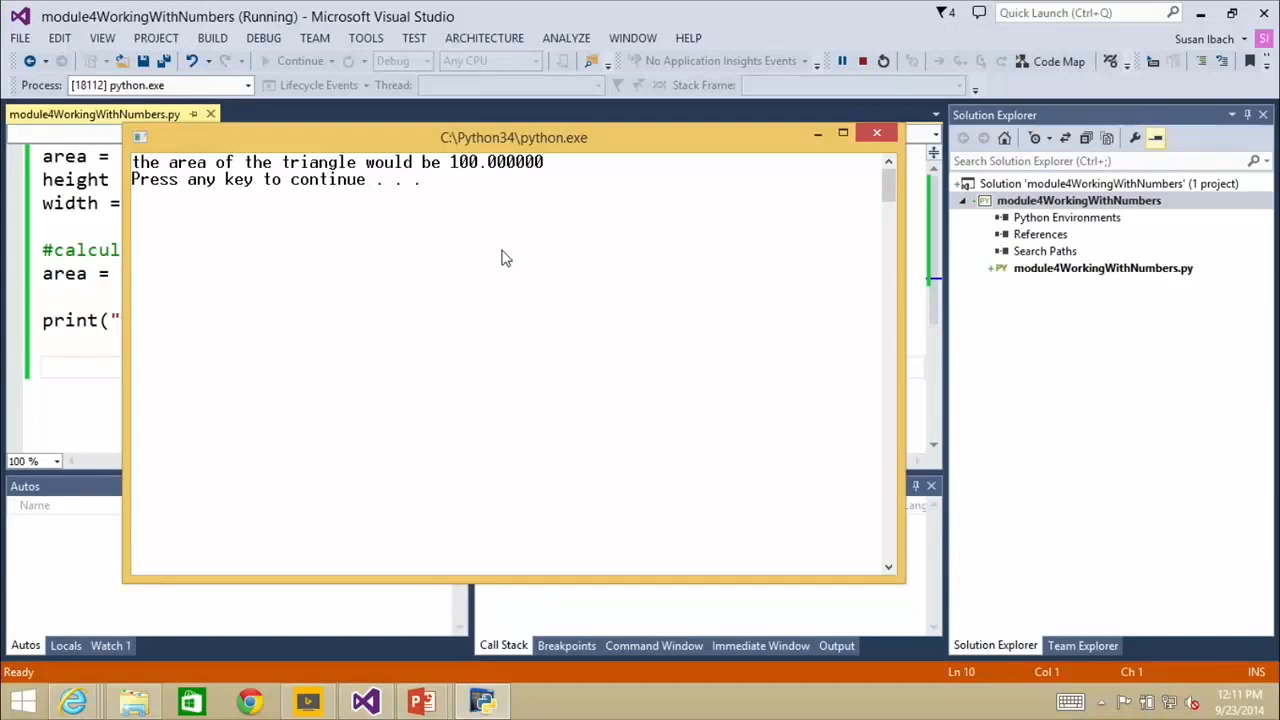 module4WorkingWithNumbers (Running) - Microsoft Visual Studio
4
Quick Launch (Ctrl+Q)
FILE EDIT VIEW PROJECT BUILD DEBUG TEAM TOOLS TEST ARCHITECTURE ANALYZE WINDOW HELP
Susan Ibach
SI
Continue Debug Any CPU No Application Insights Events Code Map
Process: [18112] python.exe Lifecycle Events Thread: Stack Frame:
module4WorkingWithNumbers.py
Solution Explorer
C:\Python34\python.exe
the area of the triangle would be 100.000000
Press any key to continue . . .
area =
height
width =
#calcul
area =
print("
Search Solution Explorer (Ctrl+;)
Solution 'module4WorkingWithNumbers' (1 project)
module4WorkingWithNumbers
Python Environments
References
Search Paths
module4WorkingWithNumbers.py
100 %
Autos
Name
Lang
Autos Locals Watch 1
Call Stack Breakpoints Command Window Immediate Window Output
Solution Explorer Team Explorer
Ready
Ln 10 Col 1 Ch 1 INS
12:11 PM
9/23/2014